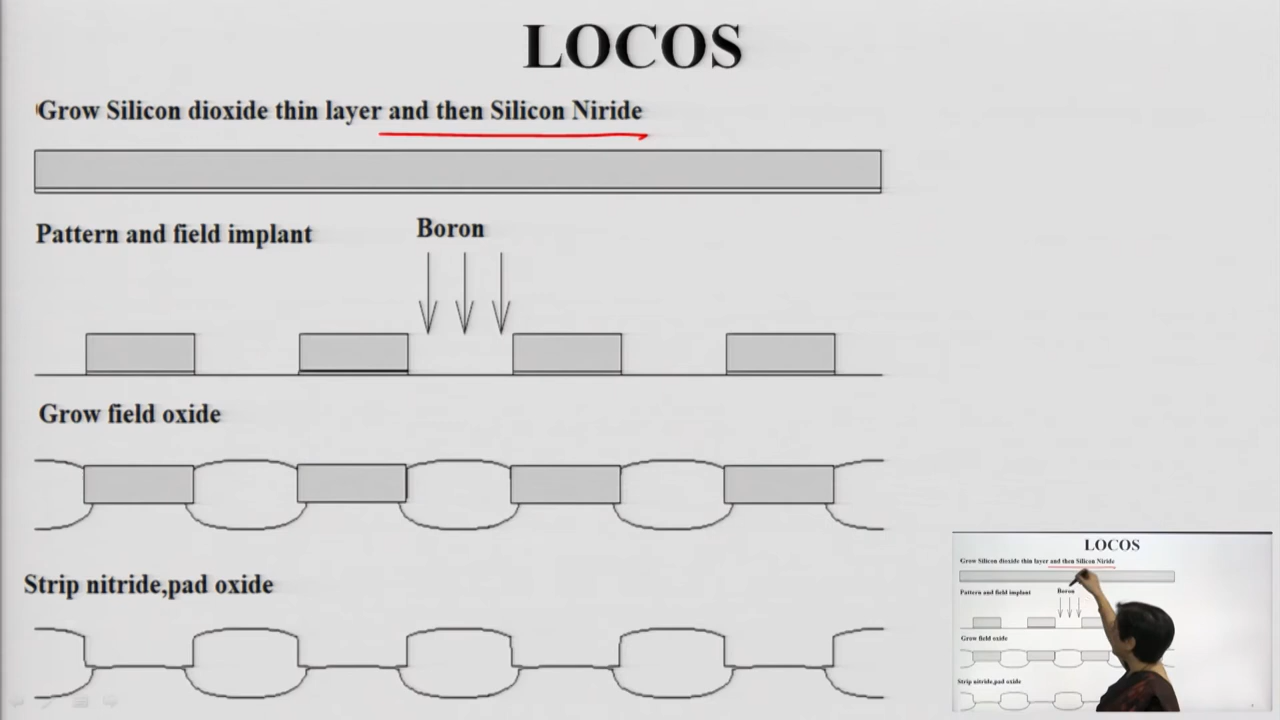 LOCOS
Grow Silicon dioxide thin layer and then Silicon Niride
Pattern and field implant
Boron
Grow field oxide
Strip nitride,pad oxide
LOCOS
Grow Silicon dioxide thin layer and then Silicon Niride
Pattern and field implant
Boron
Grow field oxide
Strip nitride,pad oxide